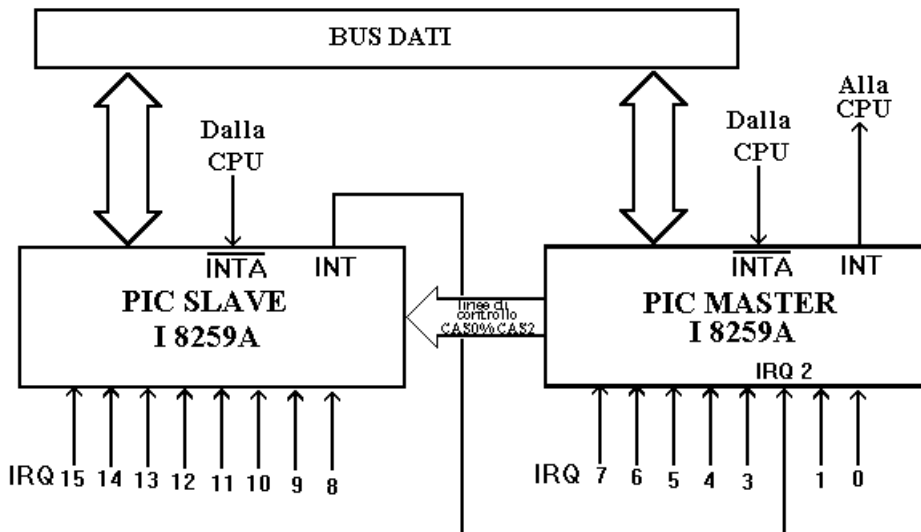 BUS DATI
Dalla
CPU
Dalla
CPU
Alla
CPU
INTA
INT
PIC SLAVE
I 8259A
linee di
controllo
CAS0%CAS2
INTA
INT
PIC MASTER
I 8259A
IRQ 2
IRQ 15 14 13 12 11 10 9 8
IRQ 7 6 5 4 3 1 0